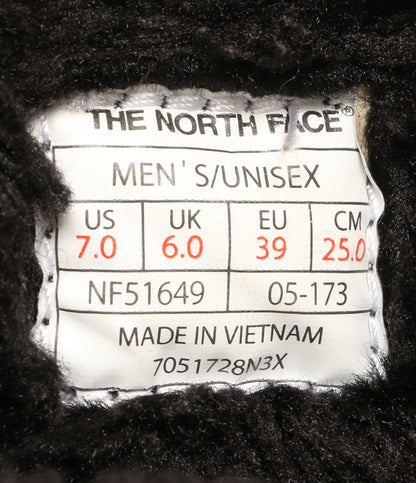 THE NORTH FACE®
MEN'S/UNISEX
US UK EU CM
7.0 6.0 39 25.0
NF51649 05-173
MADE IN VIETNAM
7051728N3X